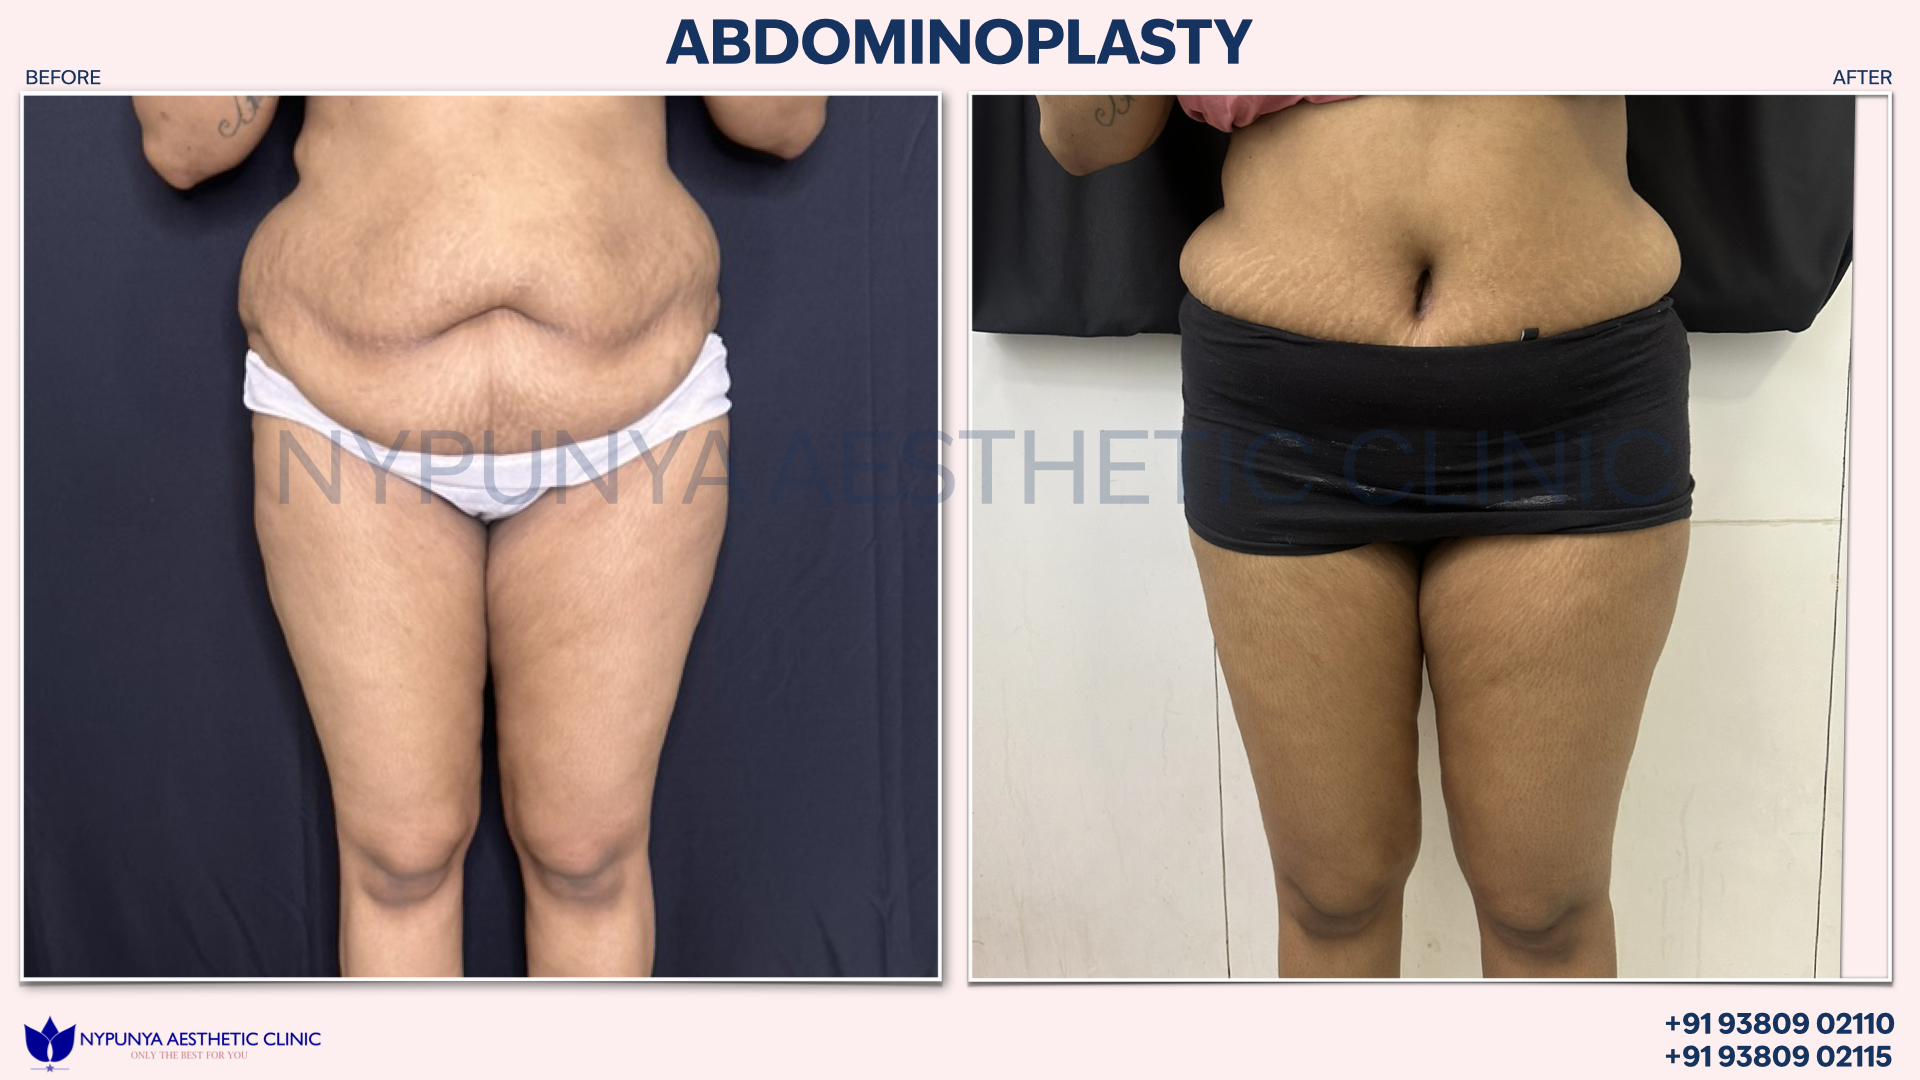 ABDOMINOPLASTY
BEFORE
AFTER
NYPUNYA AESTHETIC CLINIC
NYPUNYA AESTHETIC CLINIC
ONLY THE BEST FOR YOU
+91 93809 02110
+91 93809 02115